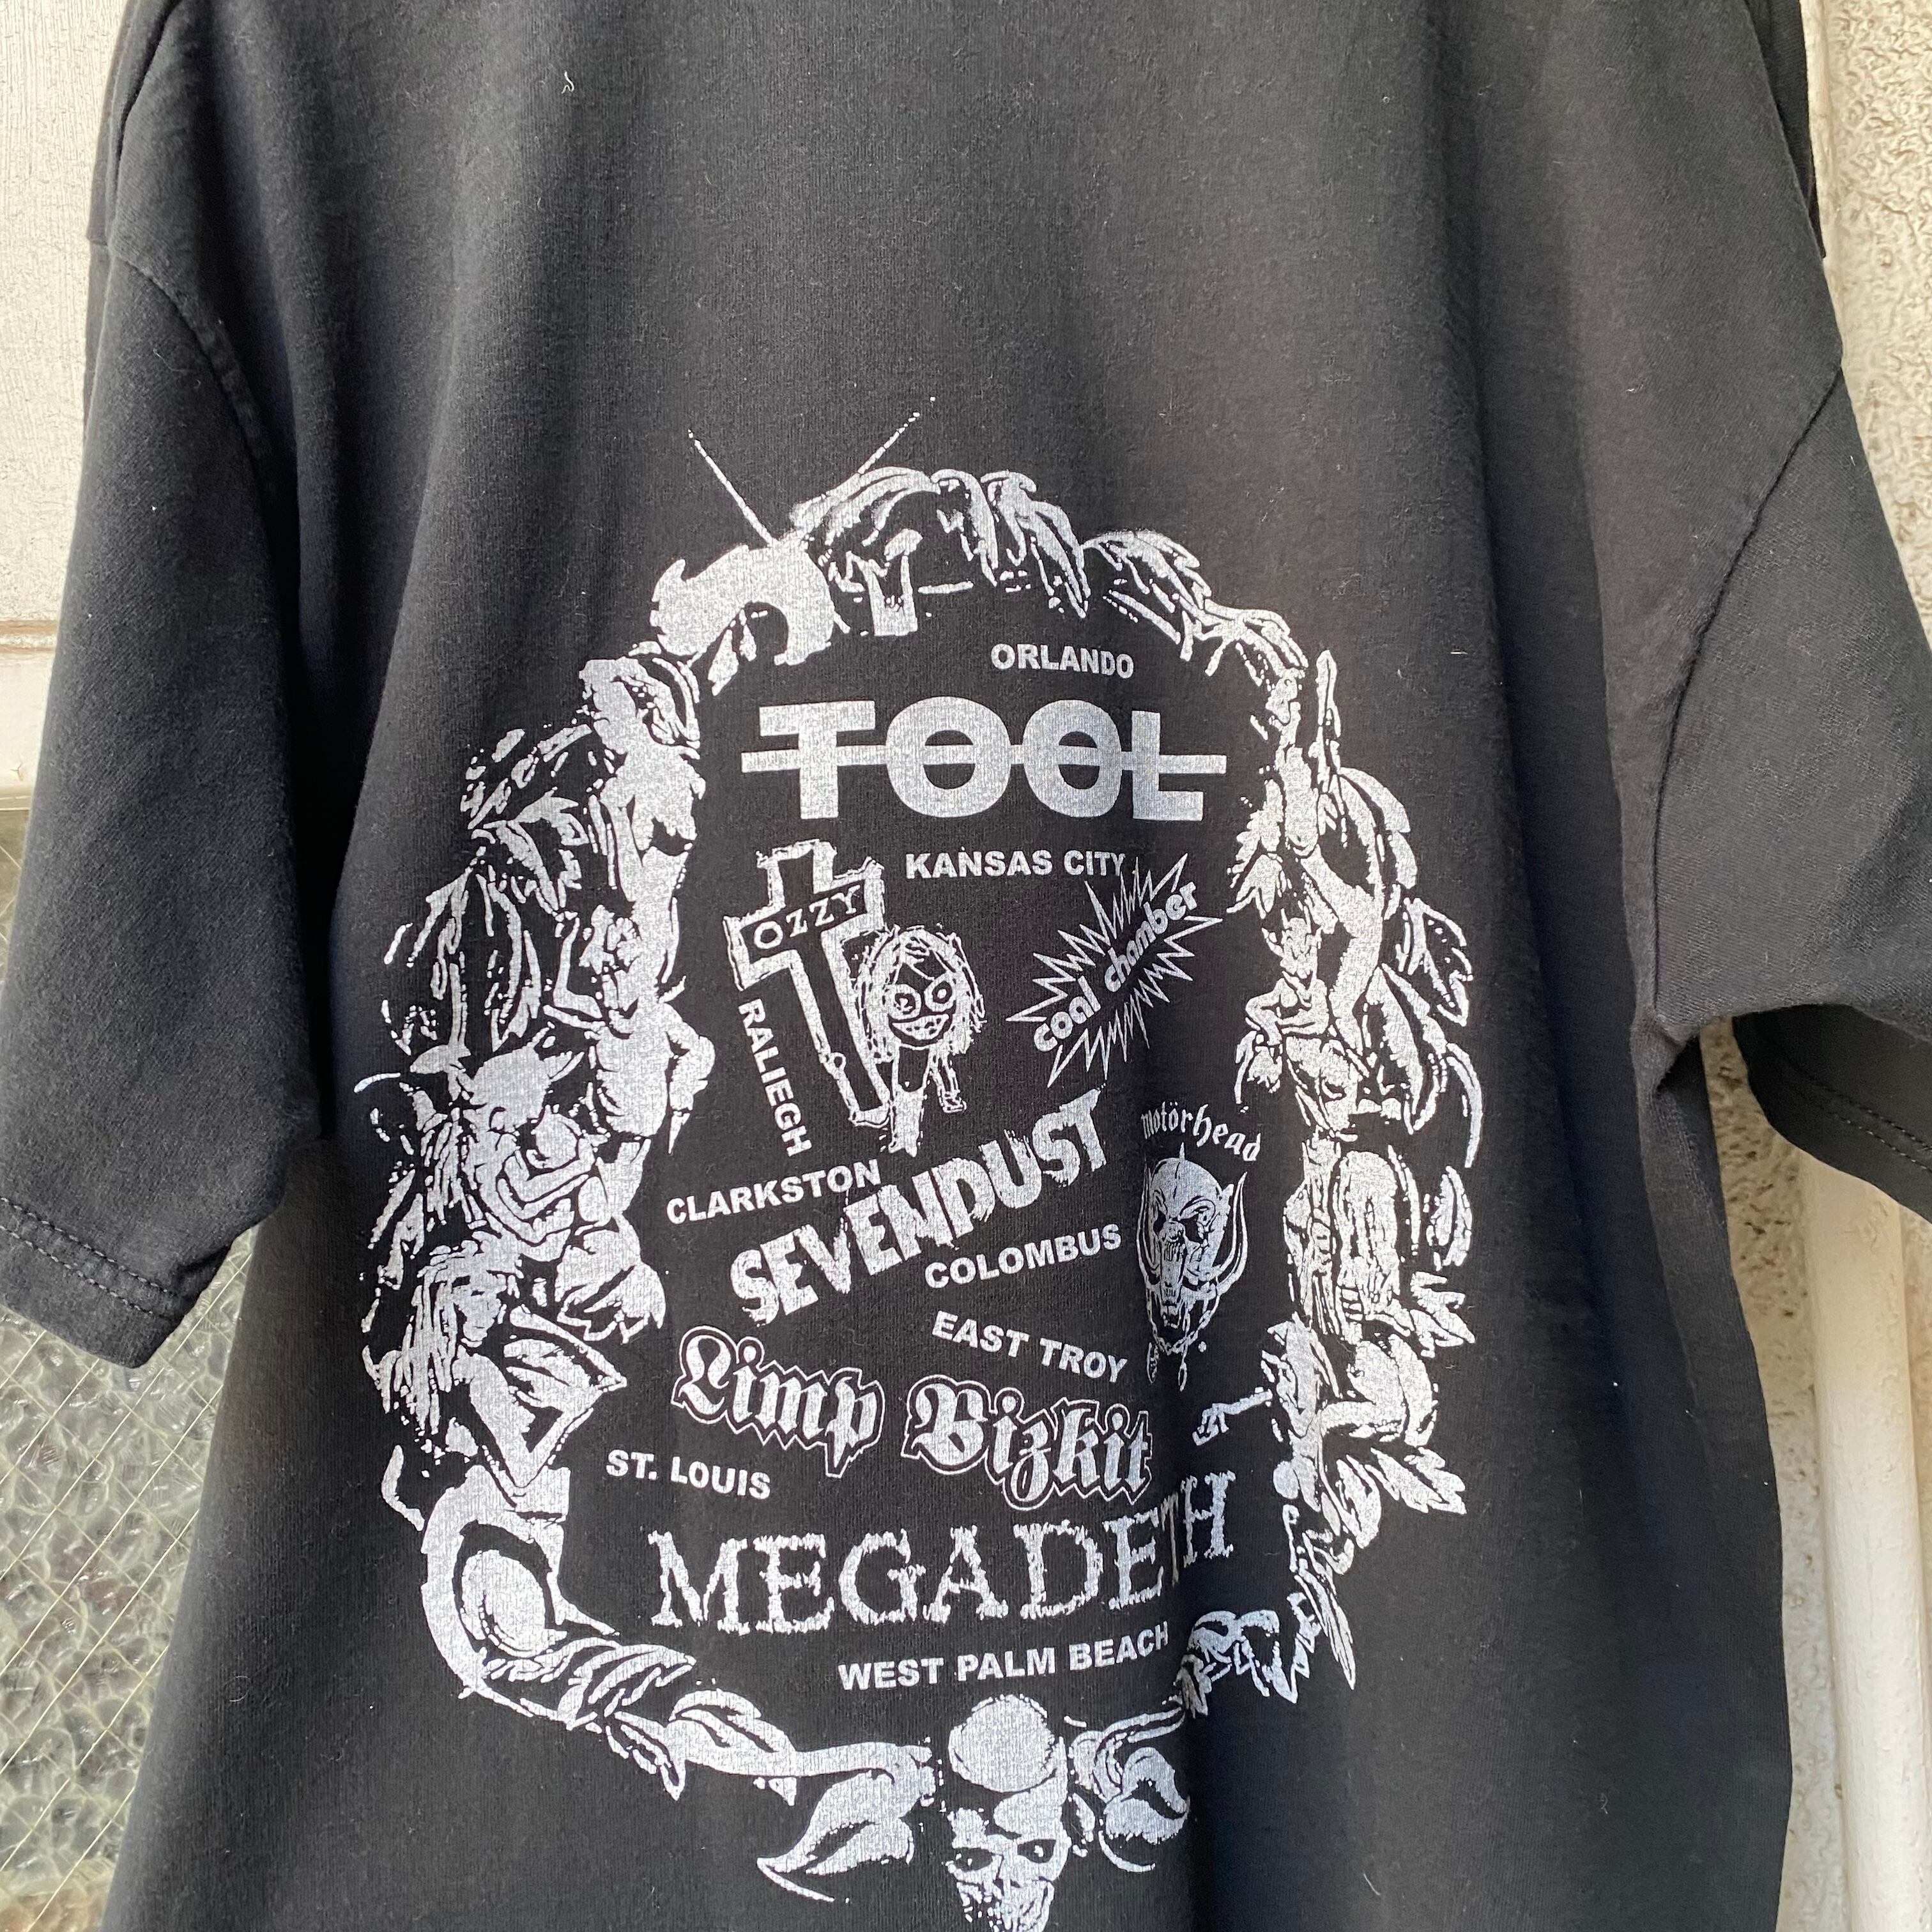 ORLANDO
TOOL
KANSAS CITY
OZZY
coal chamber
RALIEGH
motörhead
CLARKSTON
SEVENDUST
COLOMBUS
EAST TROY
Limp Bizkit
ST. LOUIS
MEGADETH
WEST PALM BEACH